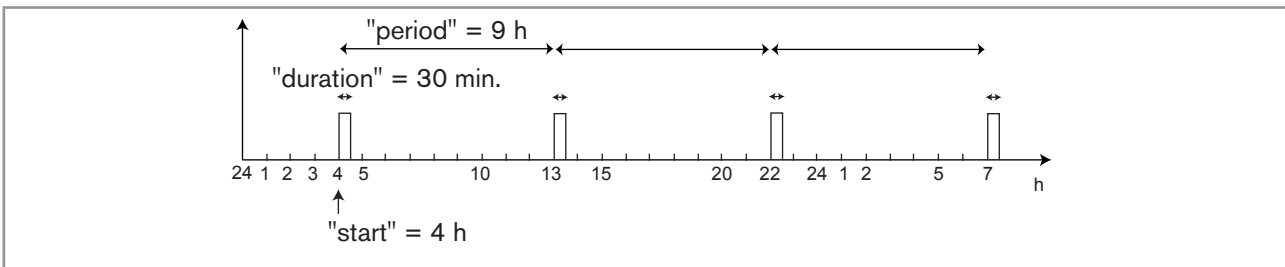 "period" = 9 h
"duration" = 30 min.
24 1 2 3 4 5 10 13 15 20 22 24 1 2 5 7
h
"start" = 4 h